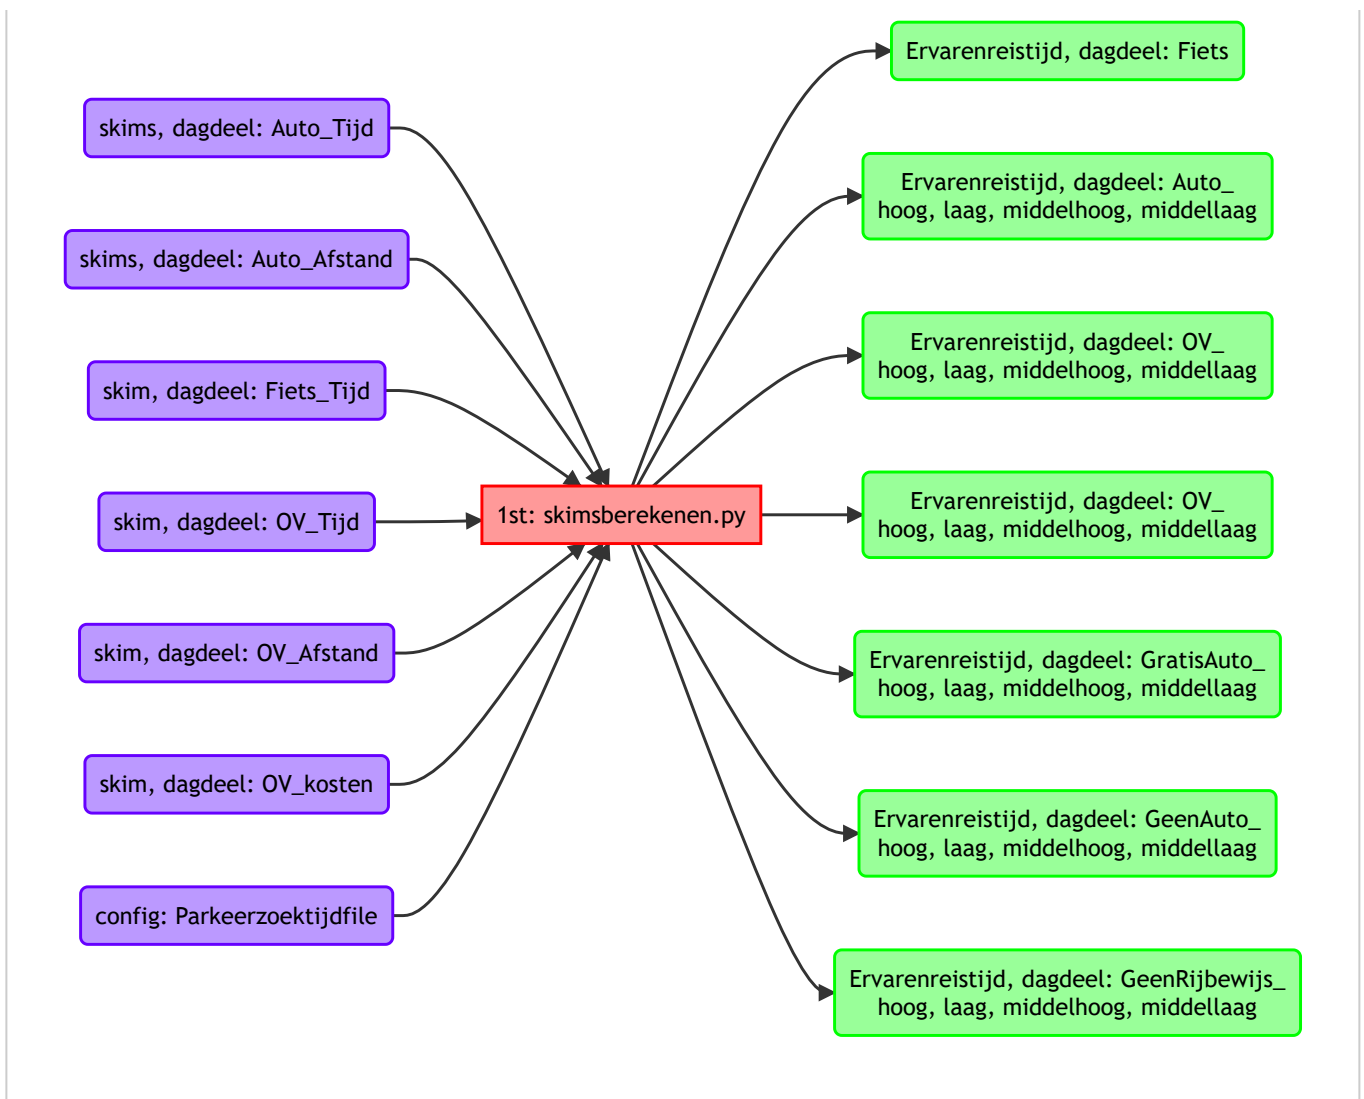 skims, dagdeel: Auto_Tijd
skims, dagdeel: Auto_Afstand
skim, dagdeel: Fiets_Tijd
skim, dagdeel: OV_Tijd
skim, dagdeel: OV_Afstand
skim, dagdeel: OV_kosten
config: Parkeerzoektijdfile
1st: skimsberekenen.py
Ervarenreistijd, dagdeel: Fiets
Ervarenreistijd, dagdeel: Auto_
hoog, laag, middelhoog, middellaag
Ervarenreistijd, dagdeel: OV_
hoog, laag, middelhoog, middellaag
Ervarenreistijd, dagdeel: OV_
hoog, laag, middelhoog, middellaag
Ervarenreistijd, dagdeel: GratisAuto_
hoog, laag, middelhoog, middellaag
Ervarenreistijd, dagdeel: GeenAuto_
hoog, laag, middelhoog, middellaag
Ervarenreistijd, dagdeel: GeenRijbewijs_
hoog, laag, middelhoog, middellaag